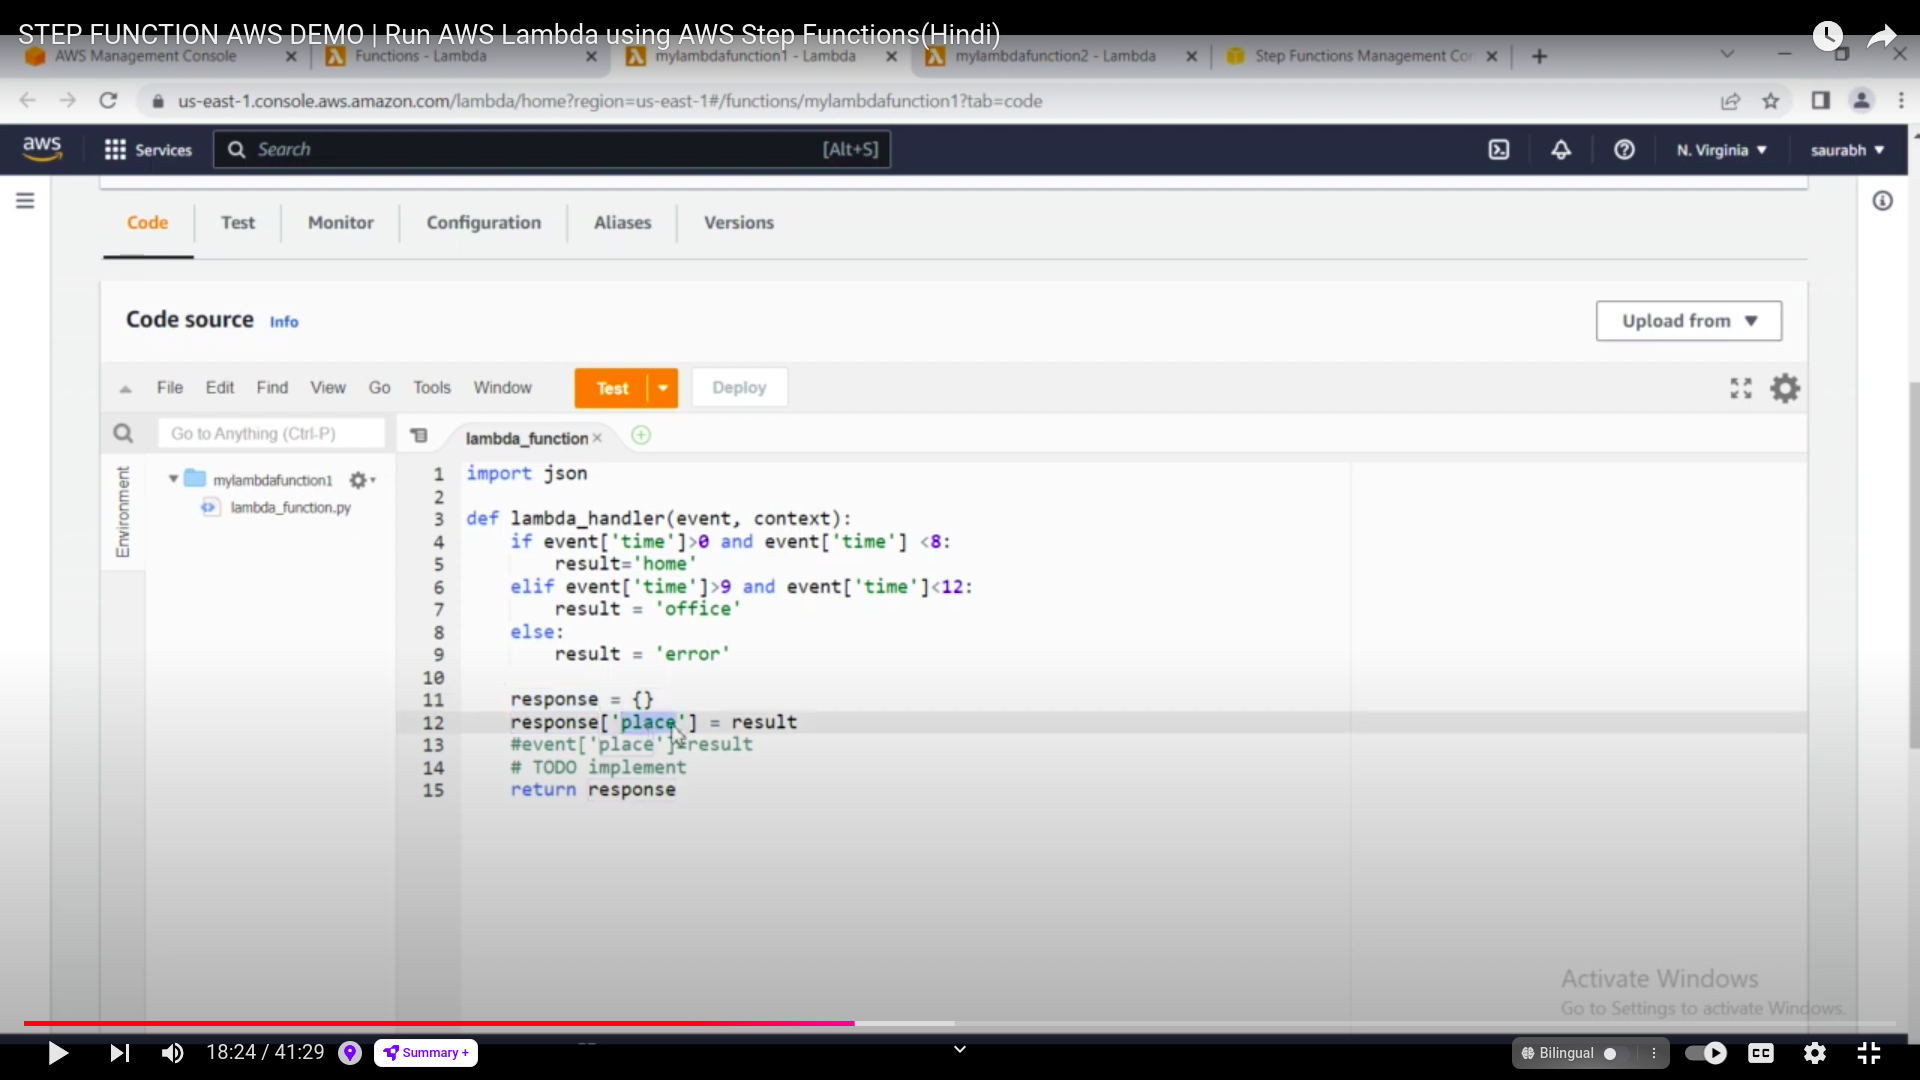 STEP FUNCTION AWS DEMO | Run AWS Lambda using AWS Step Functions(Hindi)
AWS Management Console
Functions - Lambda
mylambdafunction1 - Lambda
mylambdafunction2 - Lambda
Step Functions Management Con
us-east-1.console.aws.amazon.com/lambda/home?region=us-east-1#/functions/mylambdafunction1?tab=code
aws
Services
Search
[Alt+S]
N. Virginia
saurabh
Code
Test
Monitor
Configuration
Aliases
Versions
Code source
Info
Upload from
File
Edit
Find
View
Go
Tools
Window
Test
Deploy
Go to Anything (Ctrl-P)
lambda_function
Environment
mylambdafunction1
lambda_function.py
1 import json
2
3 def lambda_handler(event, context):
4 if event['time']>0 and event['time'] <8:
5 result='home'
6 elif event['time']>9 and event['time']<12:
7 result = 'office'
8 else:
9 result = 'error'
10
11 response = {}
12 response['place'] = result
13 #event['place']=result
14 # TODO implement
15 return response
Activate Windows
Go to Settings to activate Windows.
18:24 / 41:29
Summary +
Bilingual
CC